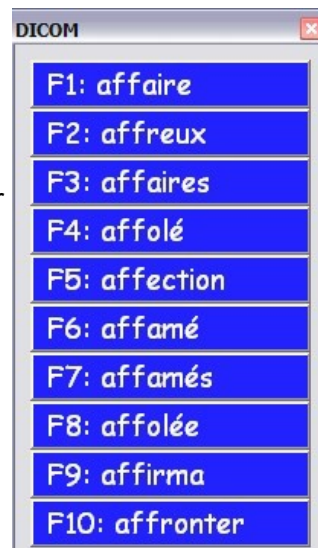 DICOM
F1: affaire
F2: affreux
F3: affaires
F4: affolé
F5: affection
F6: affamé
F7: affamés
F8: affolée
F9: affirma
F10: affronter